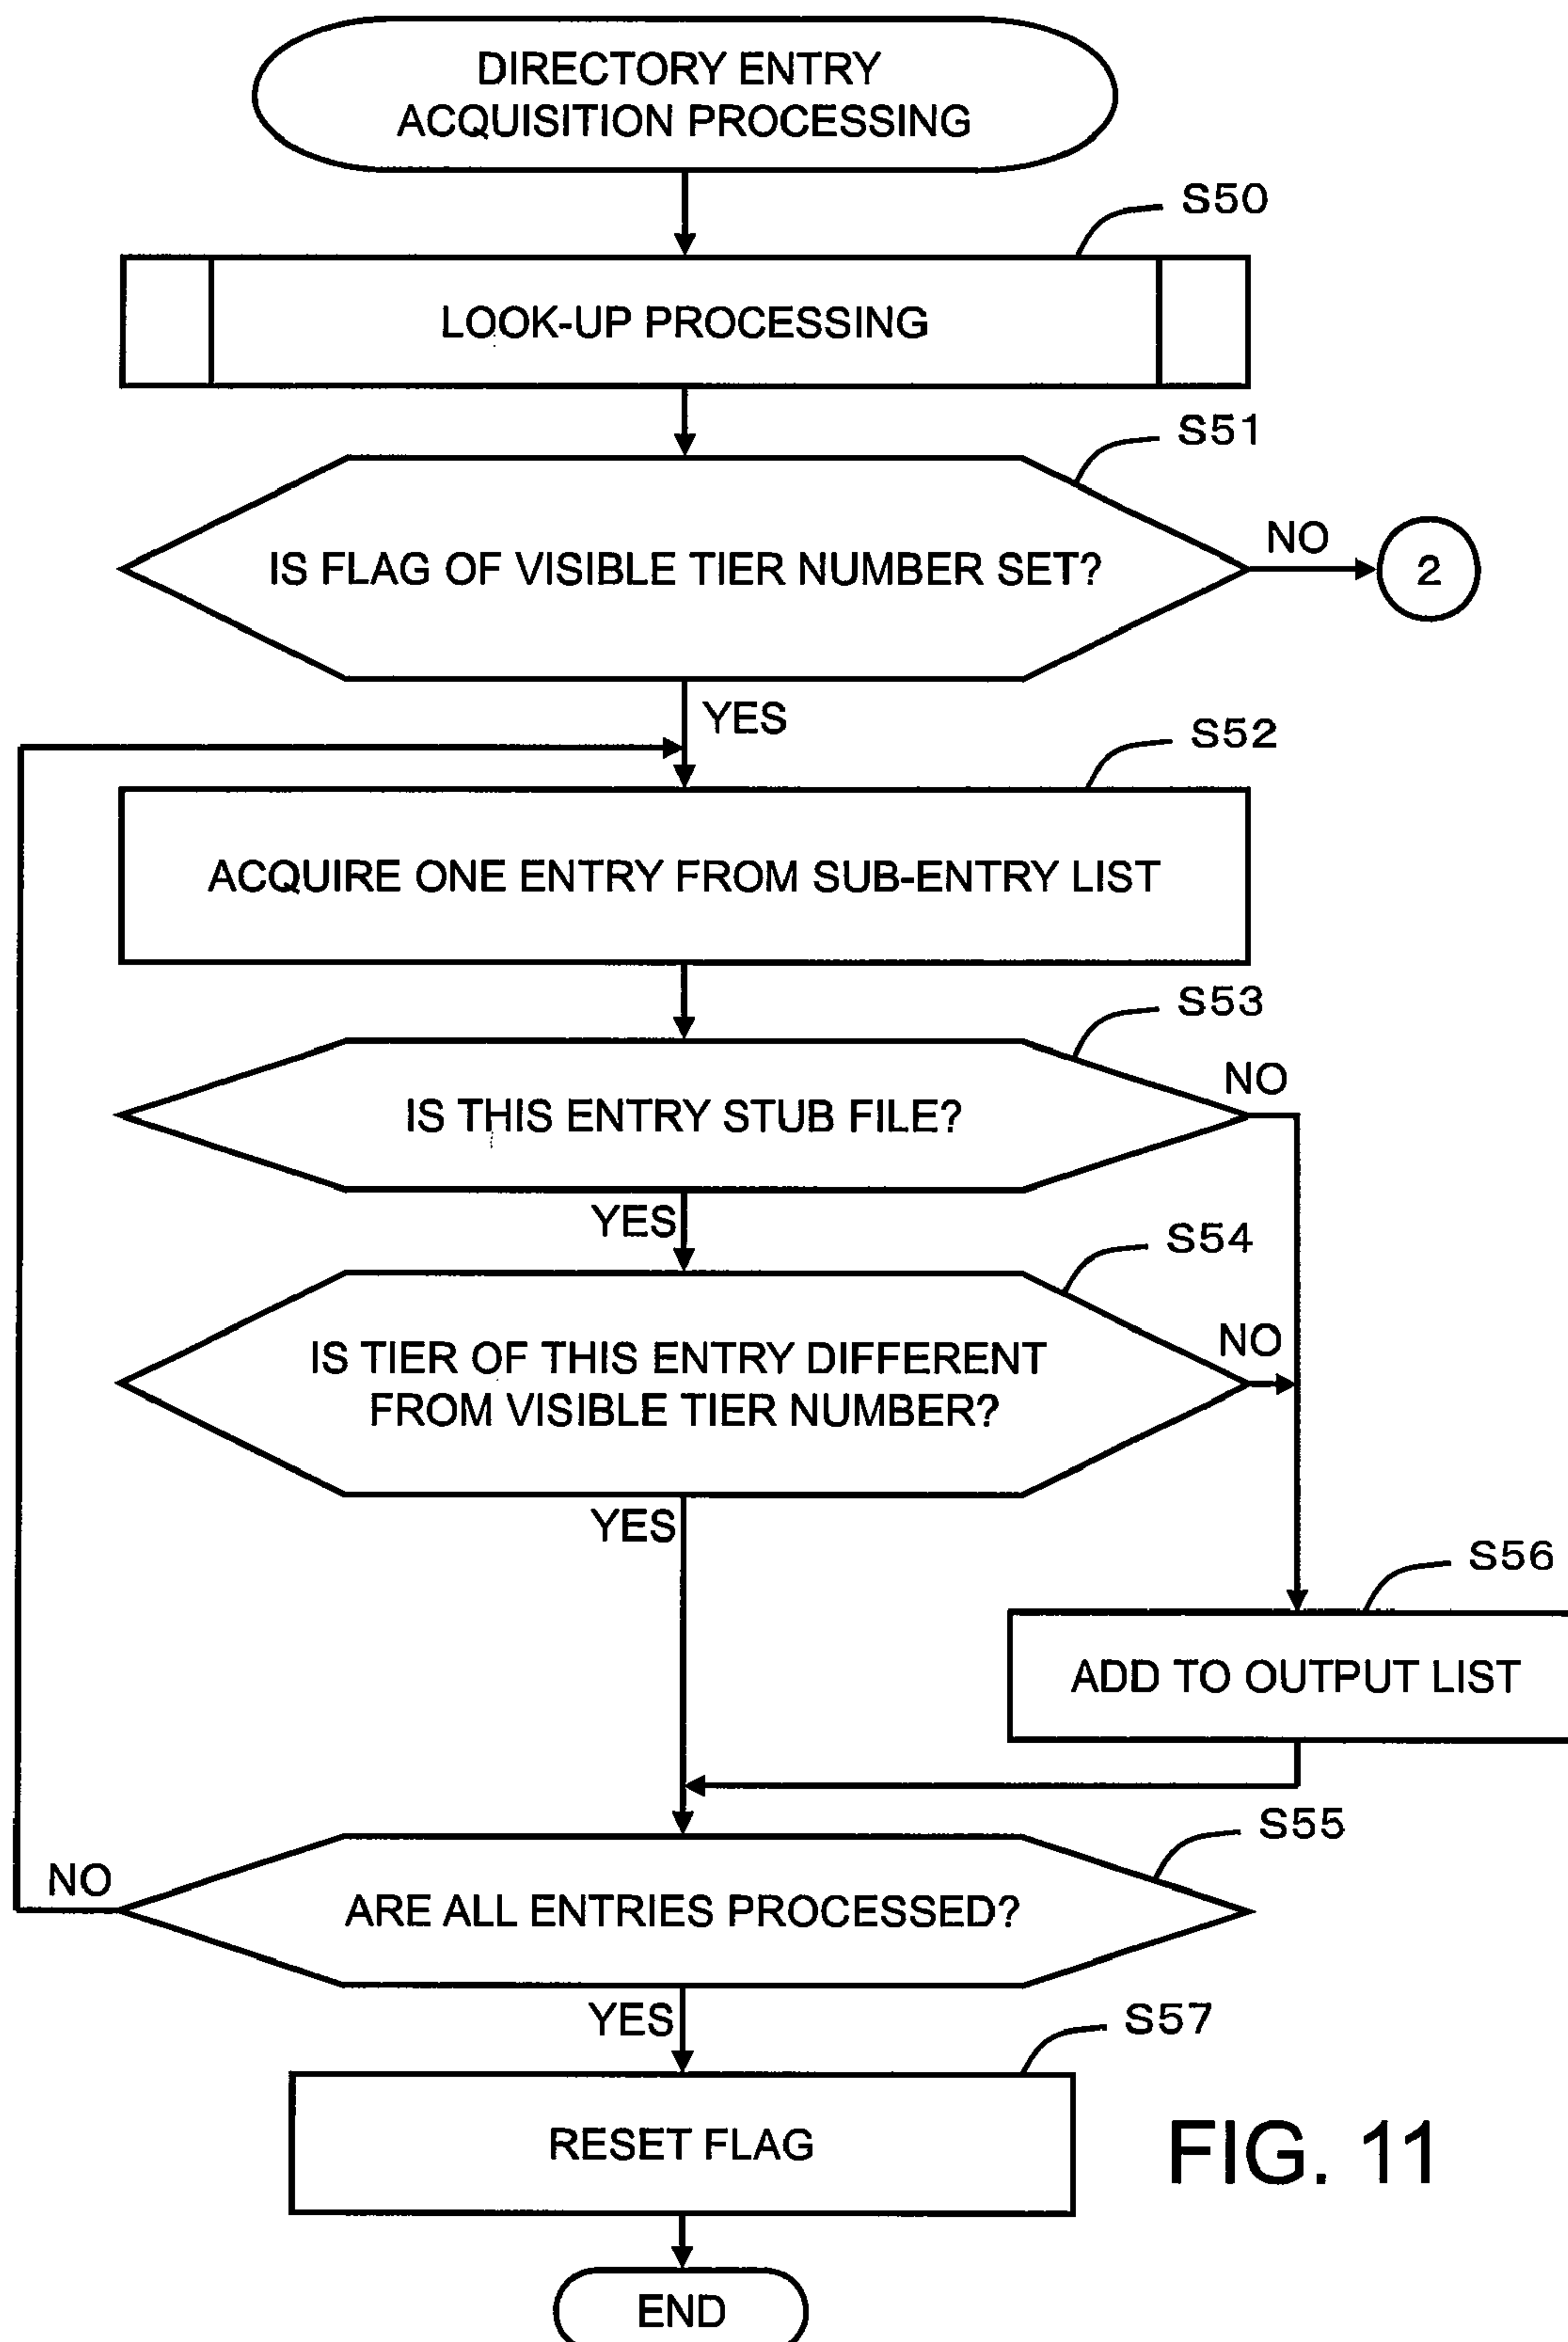 DIRECTORY ENTRY
ACQUISITION PROCESSING
S50
LOOK-UP PROCESSING
S51
IS FLAG OF VISIBLE TIER NUMBER SET?
NO
2
YES
S52
ACQUIRE ONE ENTRY FROM SUB-ENTRY LIST
S53
NO
IS THIS ENTRY STUB FILE?
YES
S54
NO
IS TIER OF THIS ENTRY DIFFERENT
FROM VISIBLE TIER NUMBER?
YES
S56
ADD TO OUTPUT LIST
S55
NO
ARE ALL ENTRIES PROCESSED?
YES
S57
RESET FLAG
FIG. 11
END